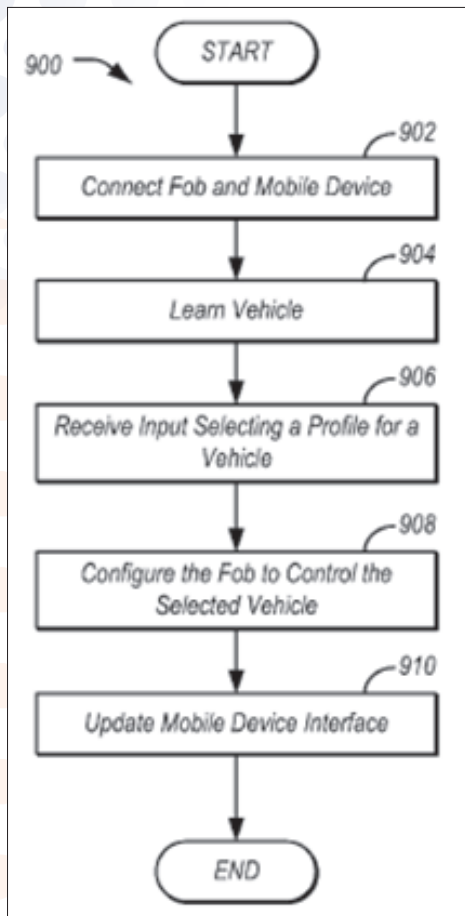 START
900
902
Connect Fob and Mobile Device
904
Learn Vehicle
906
Receive Input Selecting a Profile for a
Vehicle
908
Configure the Fob to Control the
Selected Vehicle
910
Update Mobile Device Interface
END